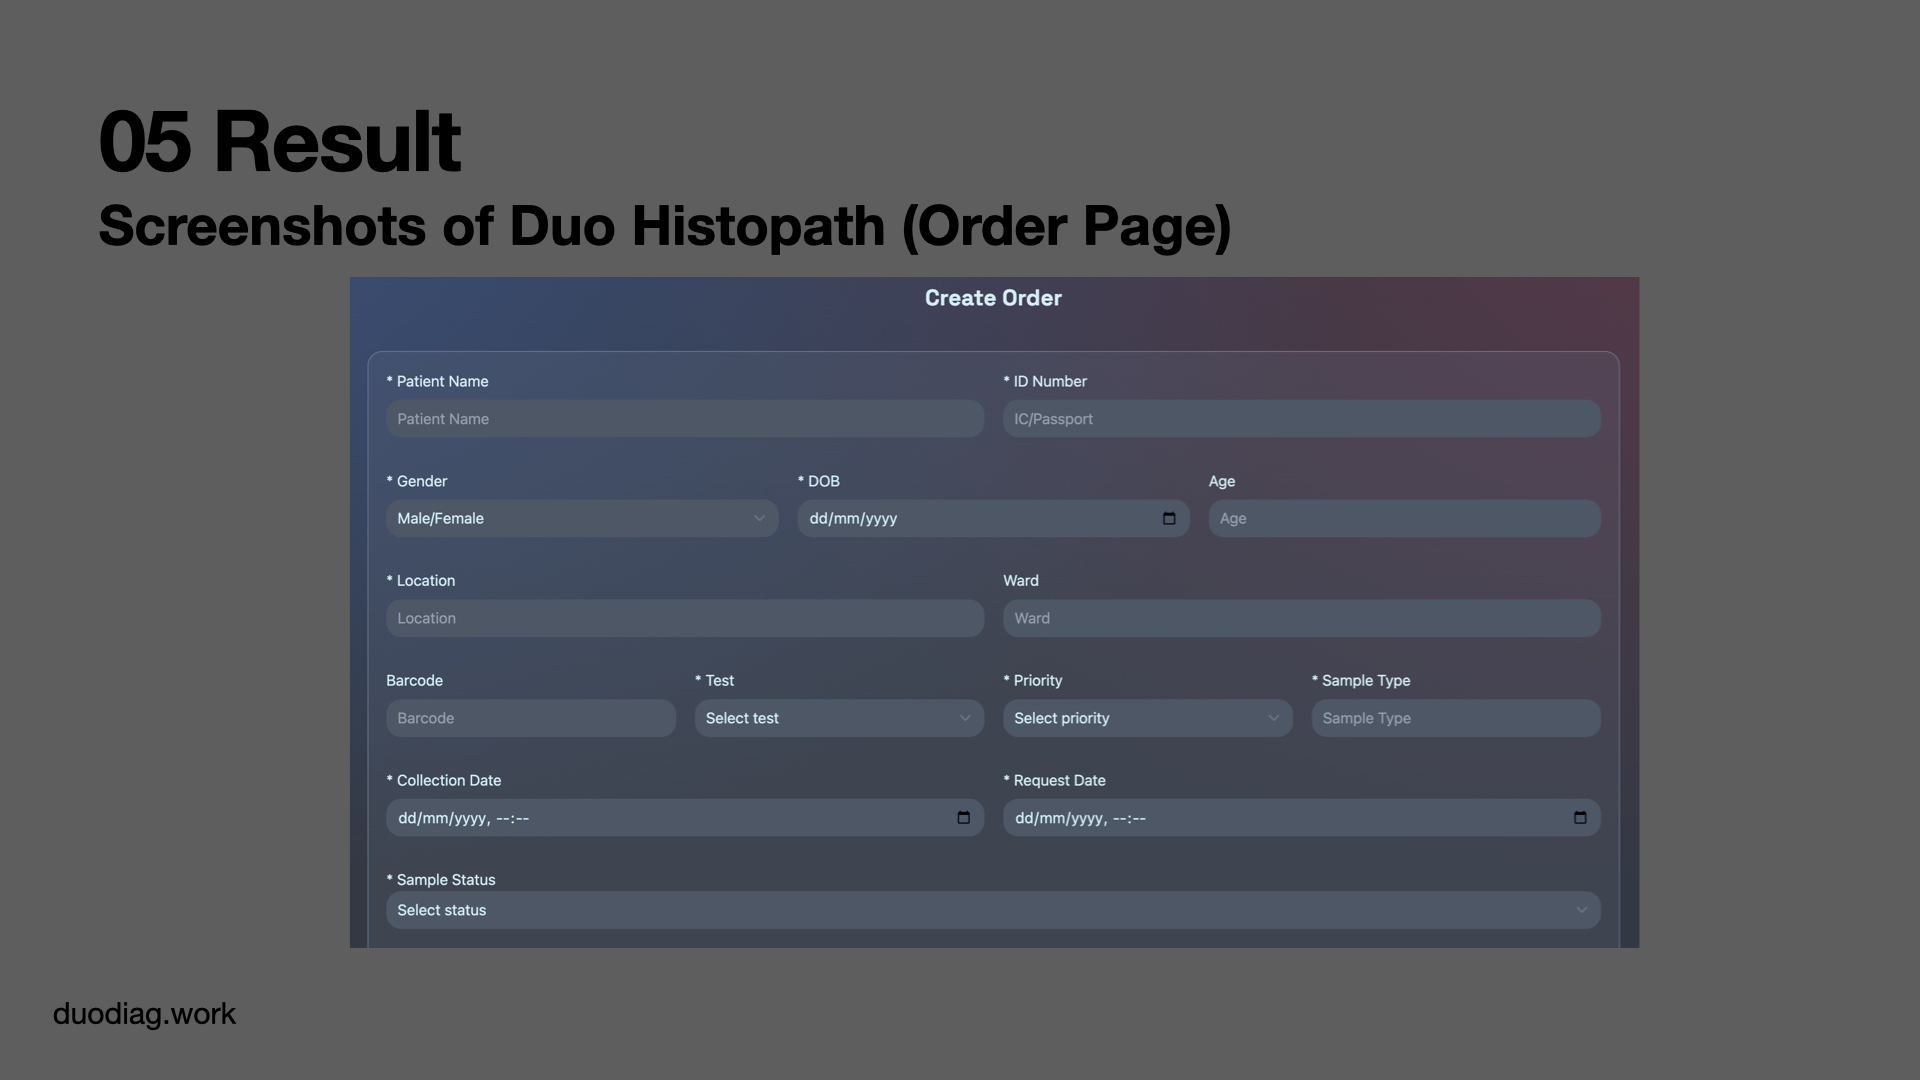 05 Result
Screenshots of Duo Histopath (Order Page)
Create Order
* Patient Name
* ID Number
Patient Name
IC/Passport
* Gender
* DOB
Age
Male/Female
dd/mm/yyyy
Age
* Location
Ward
Location
Ward
Barcode
* Test
* Priority
* Sample Type
Barcode
Select test
Select priority
Sample Type
* Collection Date
* Request Date
dd/mm/yyyy, --:--
dd/mm/yyyy, --:--
* Sample Status
Select status
duodiag.work